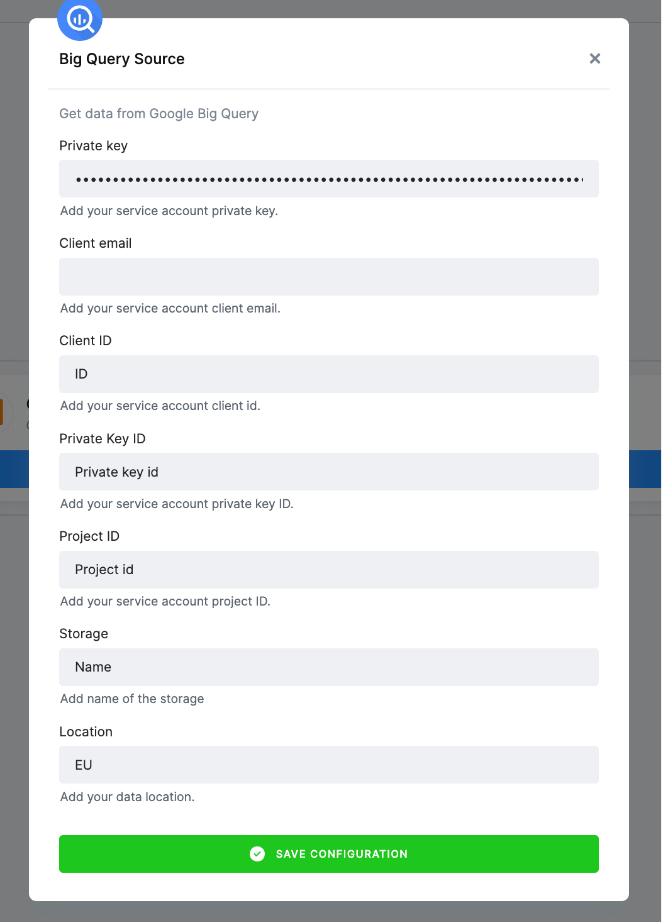 Big Query Source
Get data from Google Big Query
Private key
Add your service account private key.
Client email
Add your service account client email.
Client ID
ID
Add your service account client id.
Private Key ID
Private key id
Add your service account private key ID.
Project ID
Project id
Add your service account project ID.
Storage
Name
Add name of the storage
Location
EU
Add your data location.
SAVE CONFIGURATION